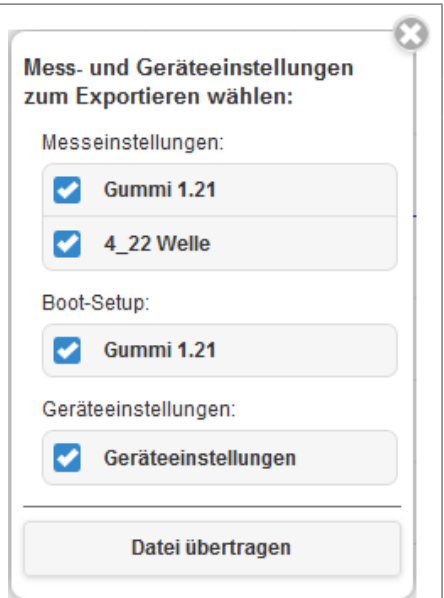 Mess- und Geräteeinstellungen
zum Exportieren wählen:
Messeinstellungen:
Gummi 1.21
4_22 Welle
Boot-Setup:
Gummi 1.21
Geräteeinstellungen:
Geräteeinstellungen
Datei übertragen